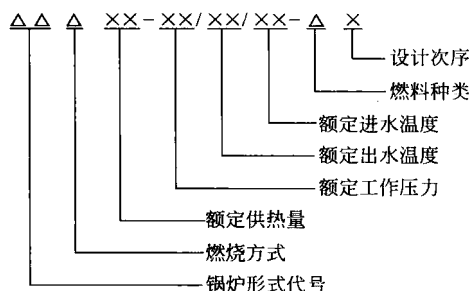 △△ △ ××-××/××/××-△ ×
设计次序
燃料种类
额定进水温度
额定出水温度
额定工作压力
额定供热量
燃烧方式
锅炉形式代号